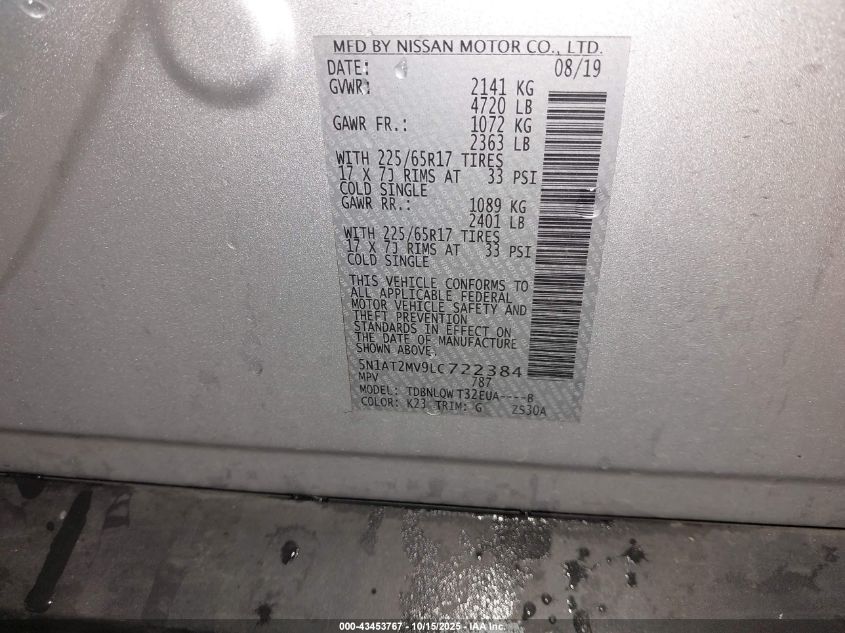 MFD BY NISSAN MOTOR CO., LTD.
DATE: 08/19
GVWR: 2141 KG
4720 LB
GAWR FR.: 1072 KG
2363 LB
WITH 225/65R17 TIRES
17 X 7J RIMS AT 33 PSI
COLD SINGLE
GAWR RR.: 1089 KG
2401 LB
WITH 225/65R17 TIRES
17 X 7J RIMS AT 33 PSI
COLD SINGLE
THIS VEHICLE CONFORMS TO
ALL APPLICABLE FEDERAL
MOTOR VEHICLE SAFETY AND
THEFT PREVENTION
STANDARDS IN EFFECT ON
THE DATE OF MANUFACTURE
SHOWN ABOVE.
5N1AT2MV9LC722384
MPV 787
MODEL: TDBNLQW T32EUA----B
COLOR: K23 TRIM: G ZS30A
000-43453767 - 10/15/2025 - IAA Inc.